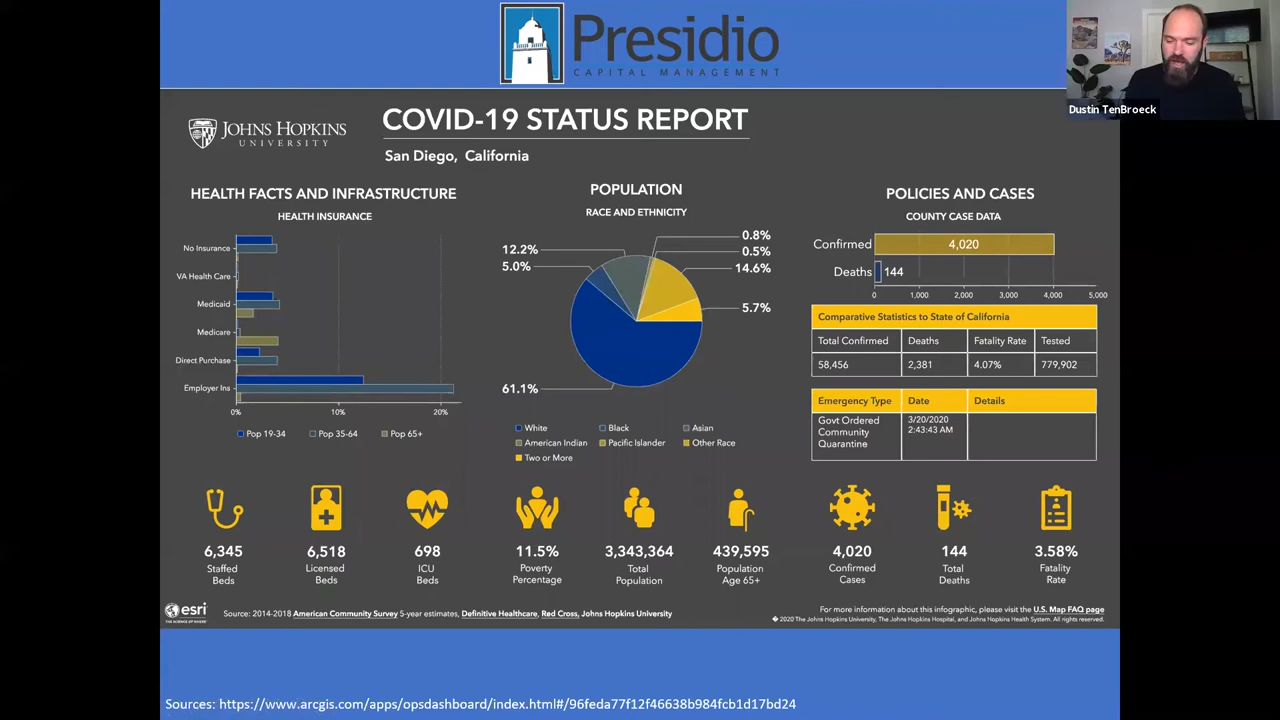 Presidio
CAPITAL MANAGEMENT
Dustin TenBroeck
JOHNS HOPKINS
UNIVERSITY
COVID-19 STATUS REPORT
San Diego, California
HEALTH FACTS AND INFRASTRUCTURE
HEALTH INSURANCE
No Insurance
VA Health Care
Medicaid
Medicare
Direct Purchase
Employer Ins
0%
10%
20%
Pop 19-34 Pop 35-64 Pop 65+
POPULATION
RACE AND ETHNICITY
12.2%
5.0%
61.1%
0.8%
0.5%
14.6%
5.7%
White Black Asian
American Indian Pacific Islander Other Race
Two or More
POLICIES AND CASES
COUNTY CASE DATA
Confirmed 4,020
Deaths 144
0 1,000 2,000 3,000 4,000 5,000
Comparative Statistics to State of California
Total Confirmed Deaths Fatality Rate Tested
58,456 2,381 4.07% 779,902
Emergency Type Date Details
Govt Ordered Community Quarantine
3/20/2020
2:43:43 AM
6,345
Staffed
Beds
6,518
Licensed
Beds
698
ICU
Beds
11.5%
Poverty
Percentage
3,343,364
Total
Population
439,595
Population
Age 65+
4,020
Confirmed
Cases
144
Total
Deaths
3.58%
Fatality
Rate
esri
THE SCIENCE OF WHERE
Source: 2014-2018 American Community Survey 5-year estimates, Definitive Healthcare, Red Cross, Johns Hopkins University
For more information about this infographic, please visit the U.S. Map FAQ page
� 2020 The Johns Hopkins University, The Johns Hopkins Hospital, and Johns Hopkins Health System. All rights reserved.
Sources: https://www.arcgis.com/apps/opsdashboard/index.html#/96feda77f12f46638b984fcb1d17bd24